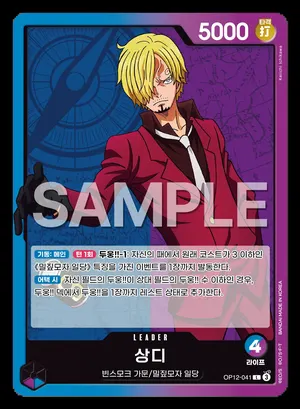 5000
타격
打
SAMPLE
기동: 메인 턴 1회 두웅!!-1: 자신의 패에서 원래 코스트가 3 이하인
《밀짚모자 일당》 특징을 가진 이벤트를 1장까지 발동한다.
어택 시 자신 필드의 두웅!!이 상대 필드의 두웅!! 수 이하인 경우,
두웅!! 덱에서 두웅!!을 1장까지 레스트 상태로 추가한다.
LEADER
상디
빈스모크 가문/밀짚모자 일당
4
라이프
OP12-041 L